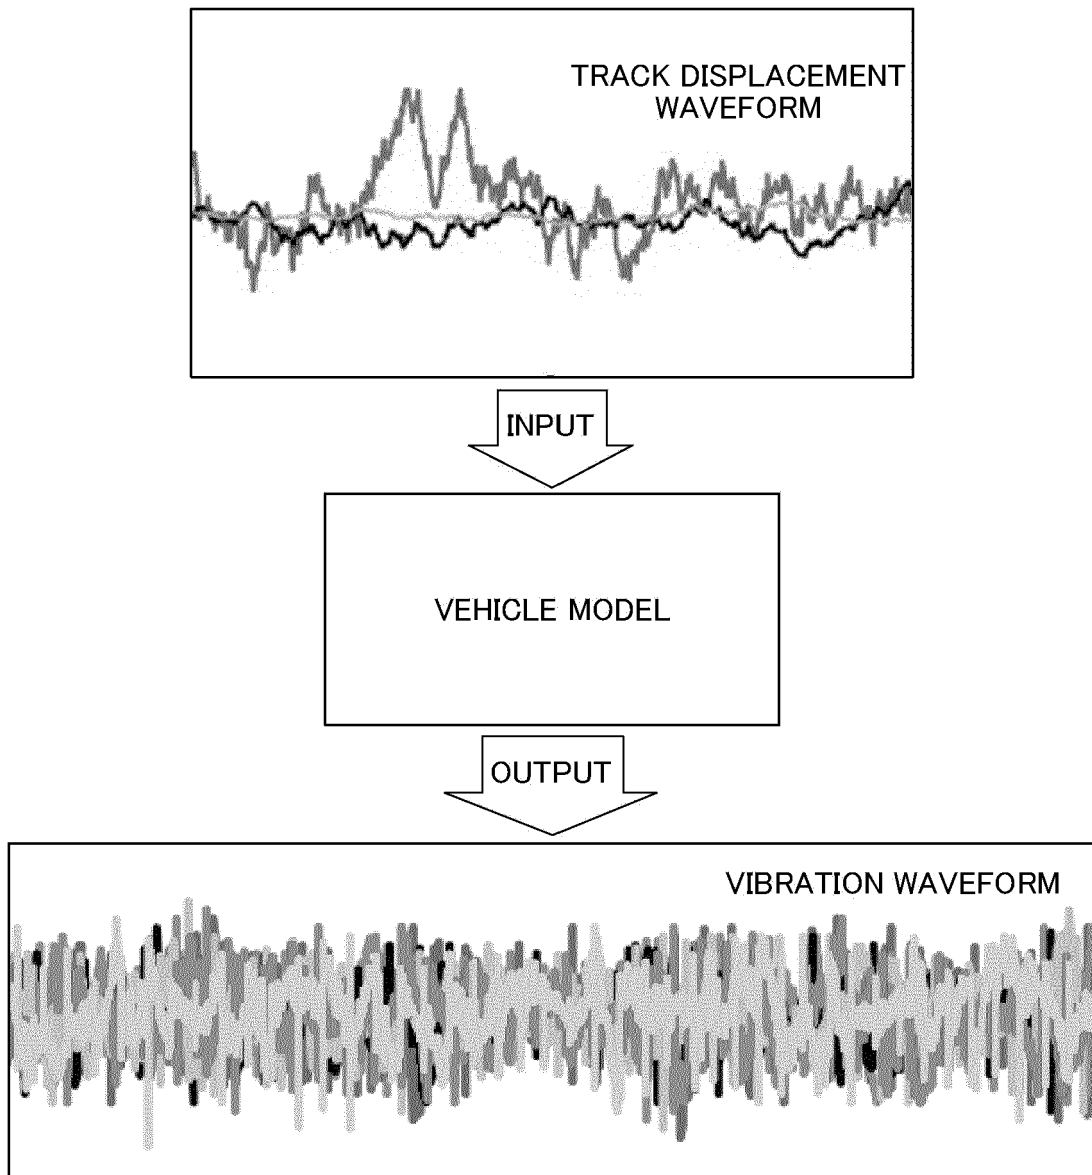 TRACK DISPLACEMENT
WAVEFORM
INPUT
VEHICLE MODEL
OUTPUT
VIBRATION WAVEFORM